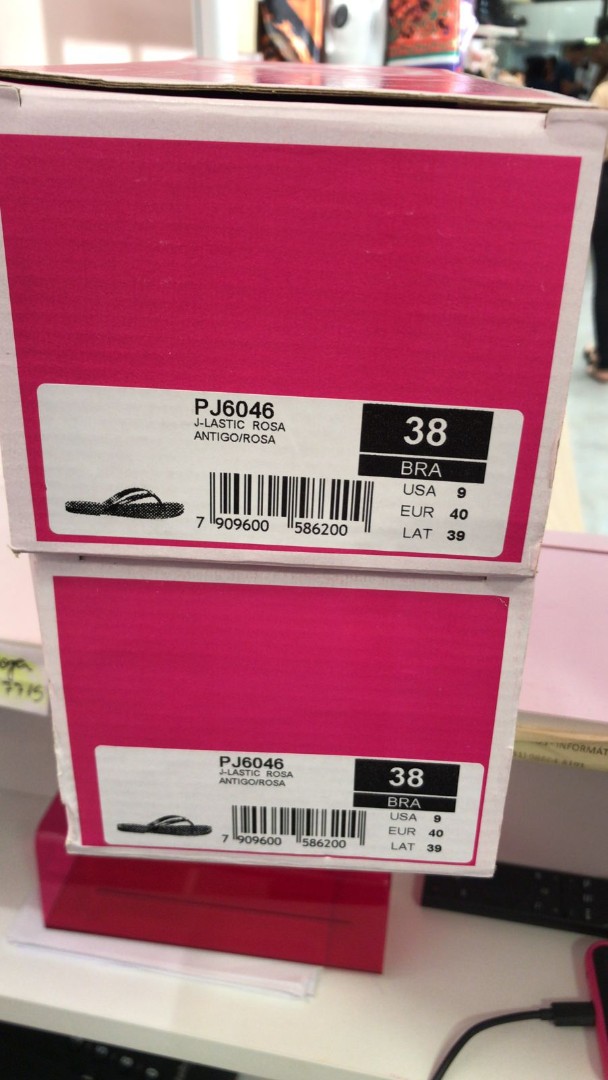 PJ6046
J-LASTIC ROSA
ANTIGO/ROSA
38
BRA
USA 9
EUR 40
LAT 39
7 909600 586200
PJ6046
J-LASTIC ROSA
ANTIGO/ROSA
38
BRA
USA 9
EUR 40
LAT 39
7 909600 586200